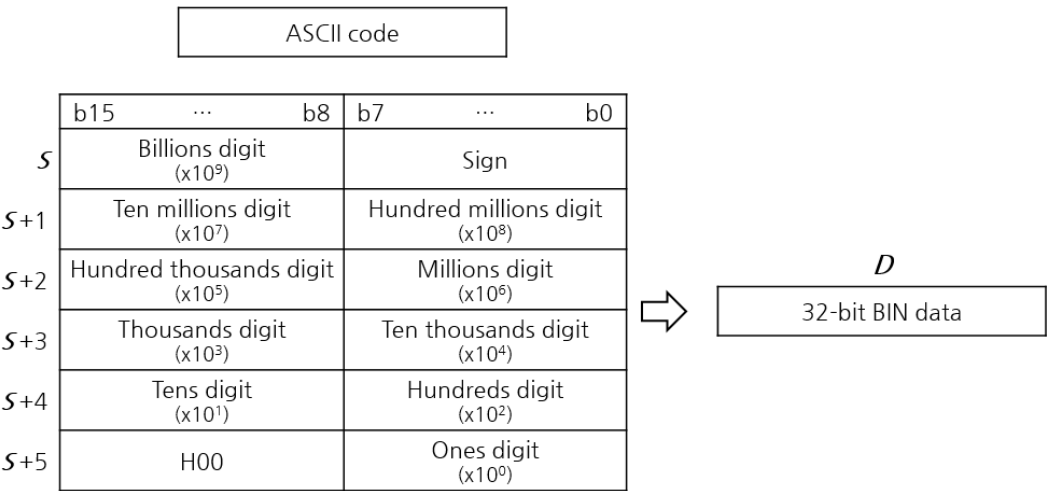 ASCII code
b15 ... b8 b7 ... b0
S Billions digit Sign
(x10⁹)
S+1 Ten millions digit Hundred millions digit
(x10⁷) (x10⁸)
S+2 Hundred thousands digit Millions digit
(x10⁵) (x10⁶)
D
S+3 Thousands digit Ten thousands digit
(x10³) (x10⁴)
32-bit BIN data
S+4 Tens digit Hundreds digit
(x10¹) (x10²)
S+5 H00 Ones digit
(x10⁰)